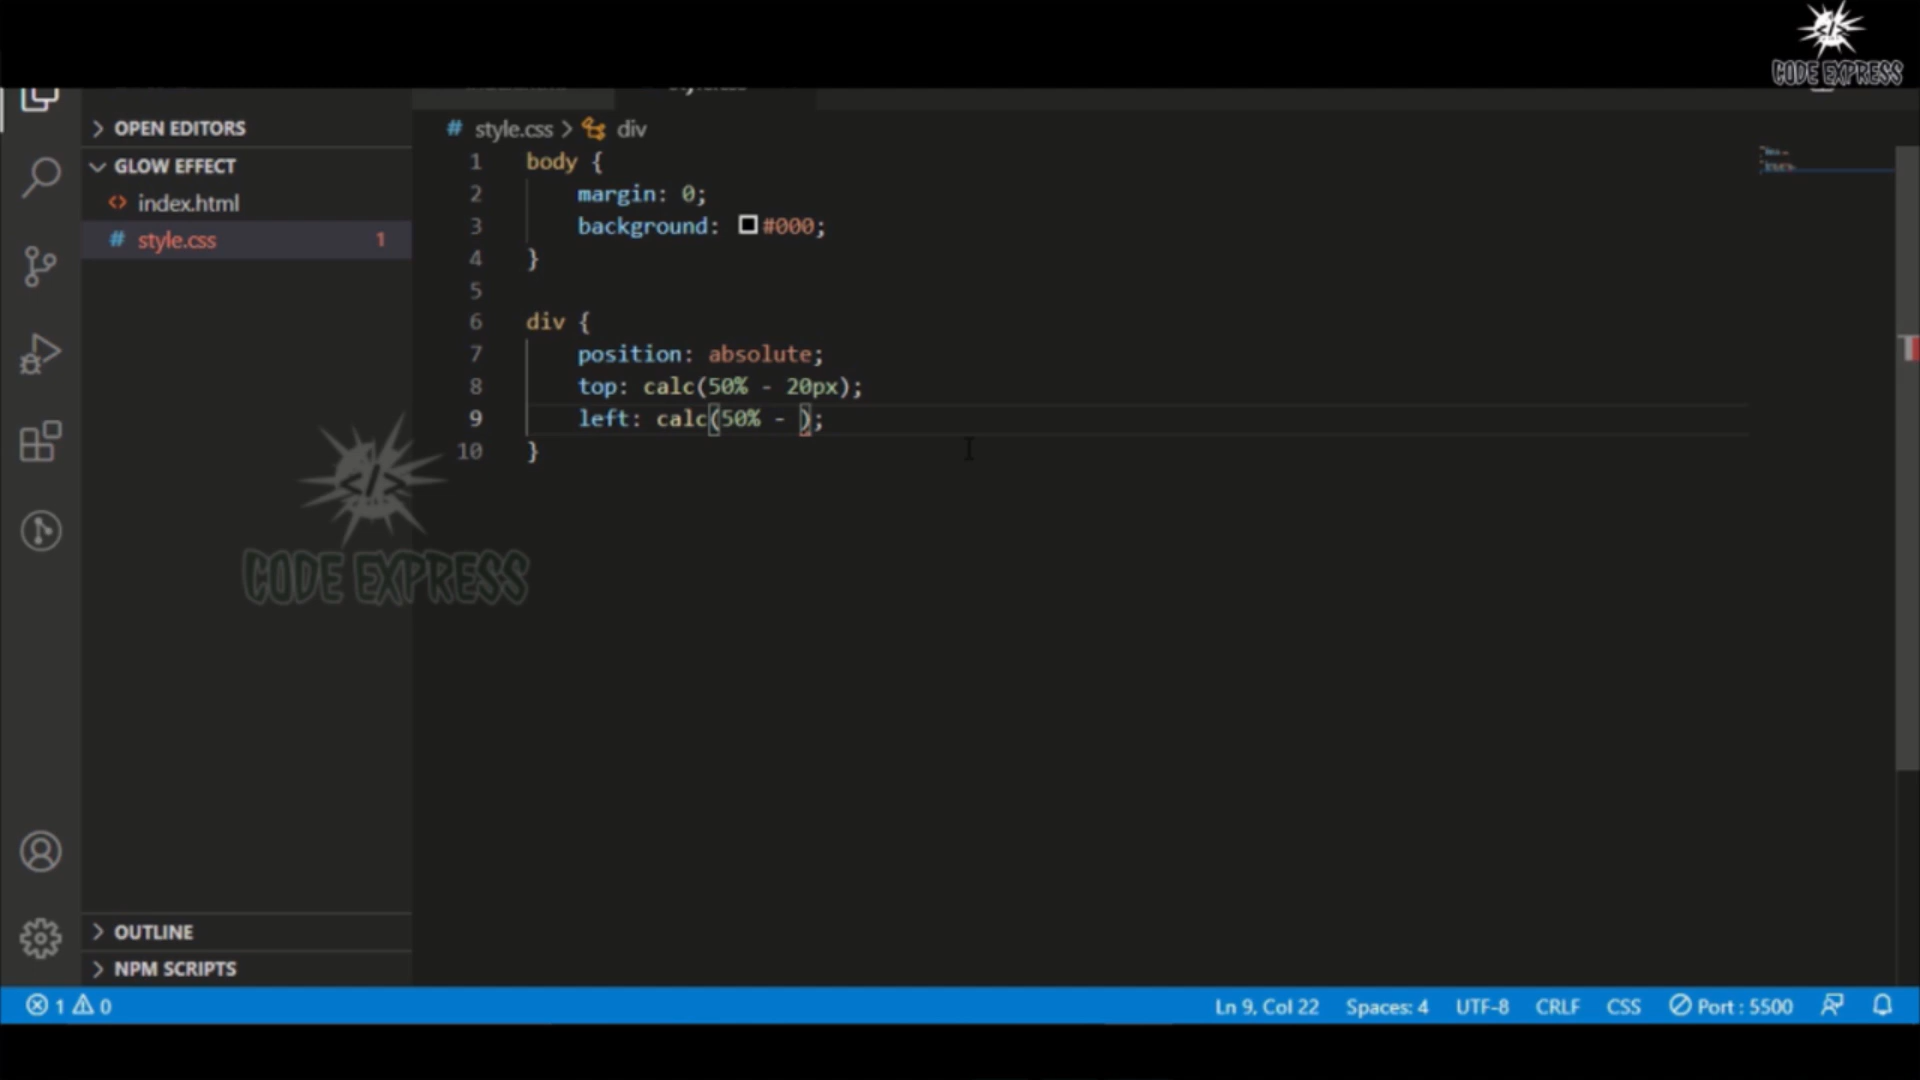 CODE EXPRESS
OPEN EDITORS
GLOW EFFECT
index.html
style.css 1
style.css > div
1 body {
2 margin: 0;
3 background: #000;
4 }
5
6 div {
7 position: absolute;
8 top: calc(50% - 20px);
9 left: calc(50% - );
10 }
CODE EXPRESS
OUTLINE
NPM SCRIPTS
1 0
Ln 9, Col 22 Spaces: 4 UTF-8 CRLF CSS Port : 5500